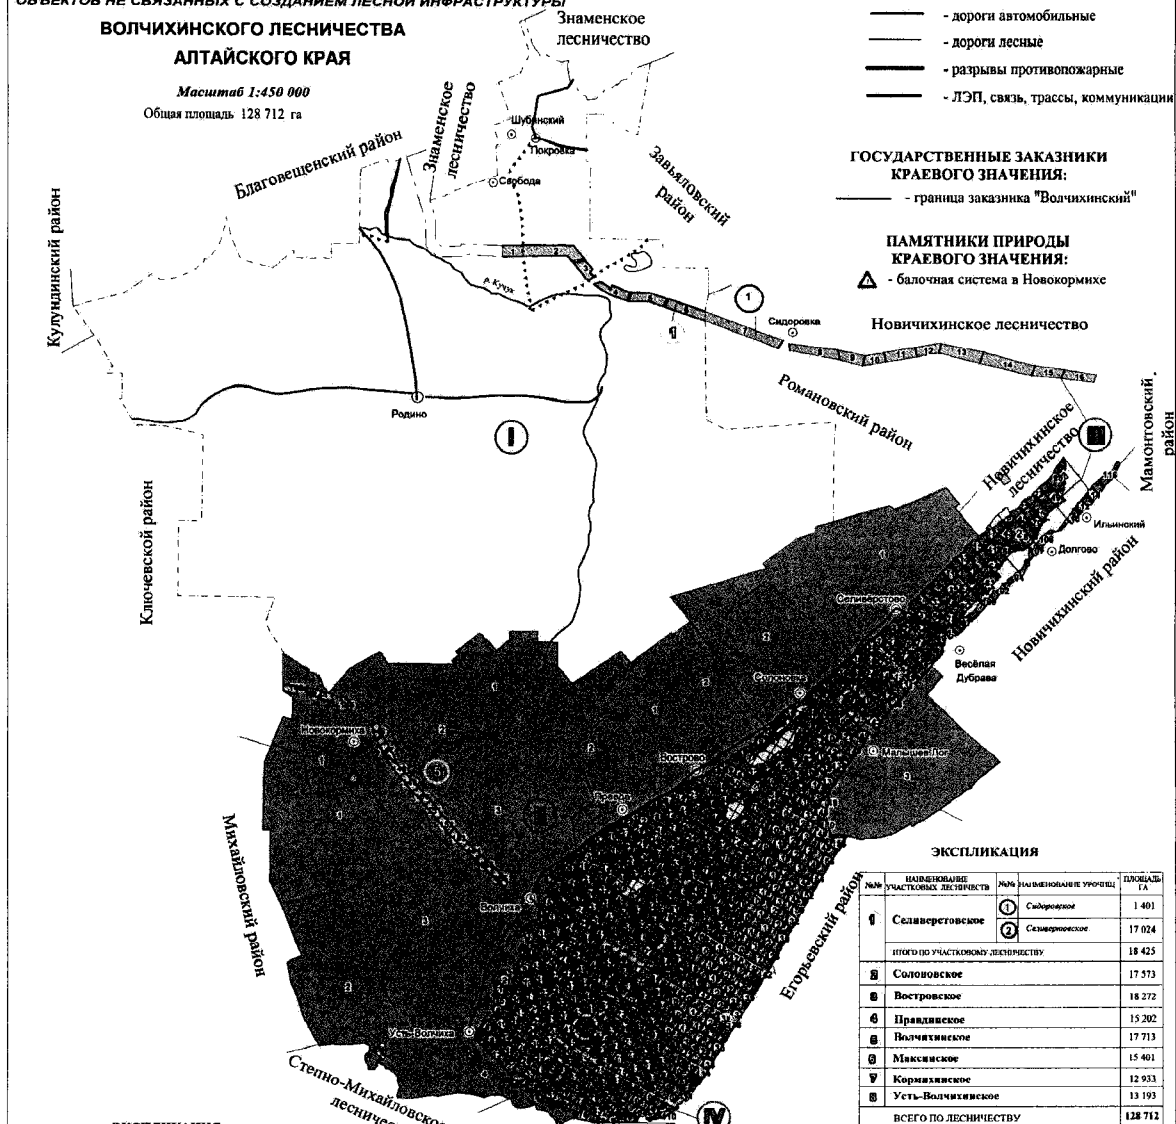 ОБЪЕКТОВ НЕ СВЯЗАННЫХ С СОЗДАНИЕМ ЛЕСНОЙ ИНФРАСТРУКТУРЫ
ВОЛЧИХИНСКОГО ЛЕСНИЧЕСТВА
АЛТАЙСКОГО КРАЯ
Масштаб 1:450 000
Общая площадь 128 712 га
- дороги автомобильные
- дороги лесные
- разрывы противопожарные
- ЛЭП, связь, трассы, коммуникации
ГОСУДАРСТВЕННЫЕ ЗАКАЗНИКИ
КРАЕВОГО ЗНАЧЕНИЯ:
- граница заказника "Волчихинский"
ПАМЯТНИКИ ПРИРОДЫ
КРАЕВОГО ЗНАЧЕНИЯ:
- балочная система в Новокормихе
Знаменское
лесничество
Знаменское
лесничество
Шубинский
Покровка
Свобода
Благовещенский район
Завьяловский
район
Кулундинский район
р. Кучук
1
Сидоровка
Новичихинское лесничество
Родино
I
Романовский район
Новичихинское
лесничество
Мамонтовский
район
Ключевской район
Ильинский
Долгово
Новичихинский район
Селиверстово
Весёлая
Дубрава
Солоновка
Новокормиха
Вострово
Малышев Лог
Правда
Михайловский район
Волчиха
Егорьевский район
Усть-Волчиха
Степно-Михайловское
IV
ЭКСПЛИКАЦИЯ
№№ НАИМЕНОВАНИЕ УЧАСТКОВЫХ ЛЕСНИЧЕСТВ №№ НАИМЕНОВАНИЕ УРОЧИЩ ПЛОЩАДЬ ГА
1 Селиверстовское 1 Сидоровское 1 401
2 Селиверстовское 17 024
ИТОГО ПО УЧАСТКОВОМУ ЛЕСНИЧЕСТВУ 18 425
2 Солоновское 17 573
3 Востровское 18 272
4 Правдинское 15 202
5 Волчихинское 17 713
6 Максинское 15 401
7 Кормихинское 12 933
8 Усть-Волчихинское 13 193
ВСЕГО ПО ЛЕСНИЧЕСТВУ 128 712